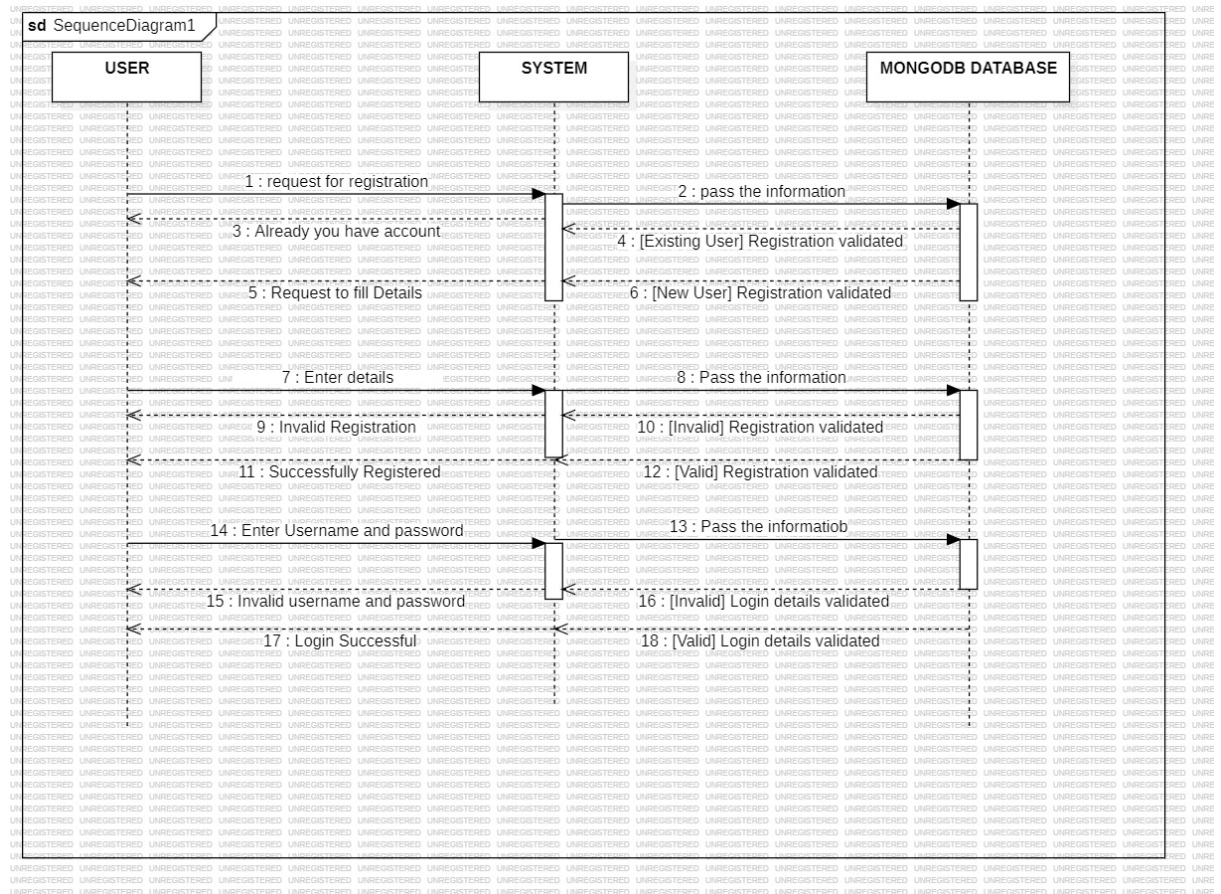 sd SequenceDiagram1
USER
SYSTEM
MONGODB DATABASE
1 : request for registration
2 : pass the information
3 : Already you have account
4 : [Existing User] Registration validated
5 : Request to fill Details
6 : [New User] Registration validated
7 : Enter details
8 : Pass the information
9 : Invalid Registration
10 : [Invalid] Registration validated
11 : Successfully Registered
12 : [Valid] Registration validated
14 : Enter Username and password
13 : Pass the informatiob
15 : Invalid username and password
16 : [Invalid] Login details validated
17 : Login Successful
18 : [Valid] Login details validated
UNREGISTERED